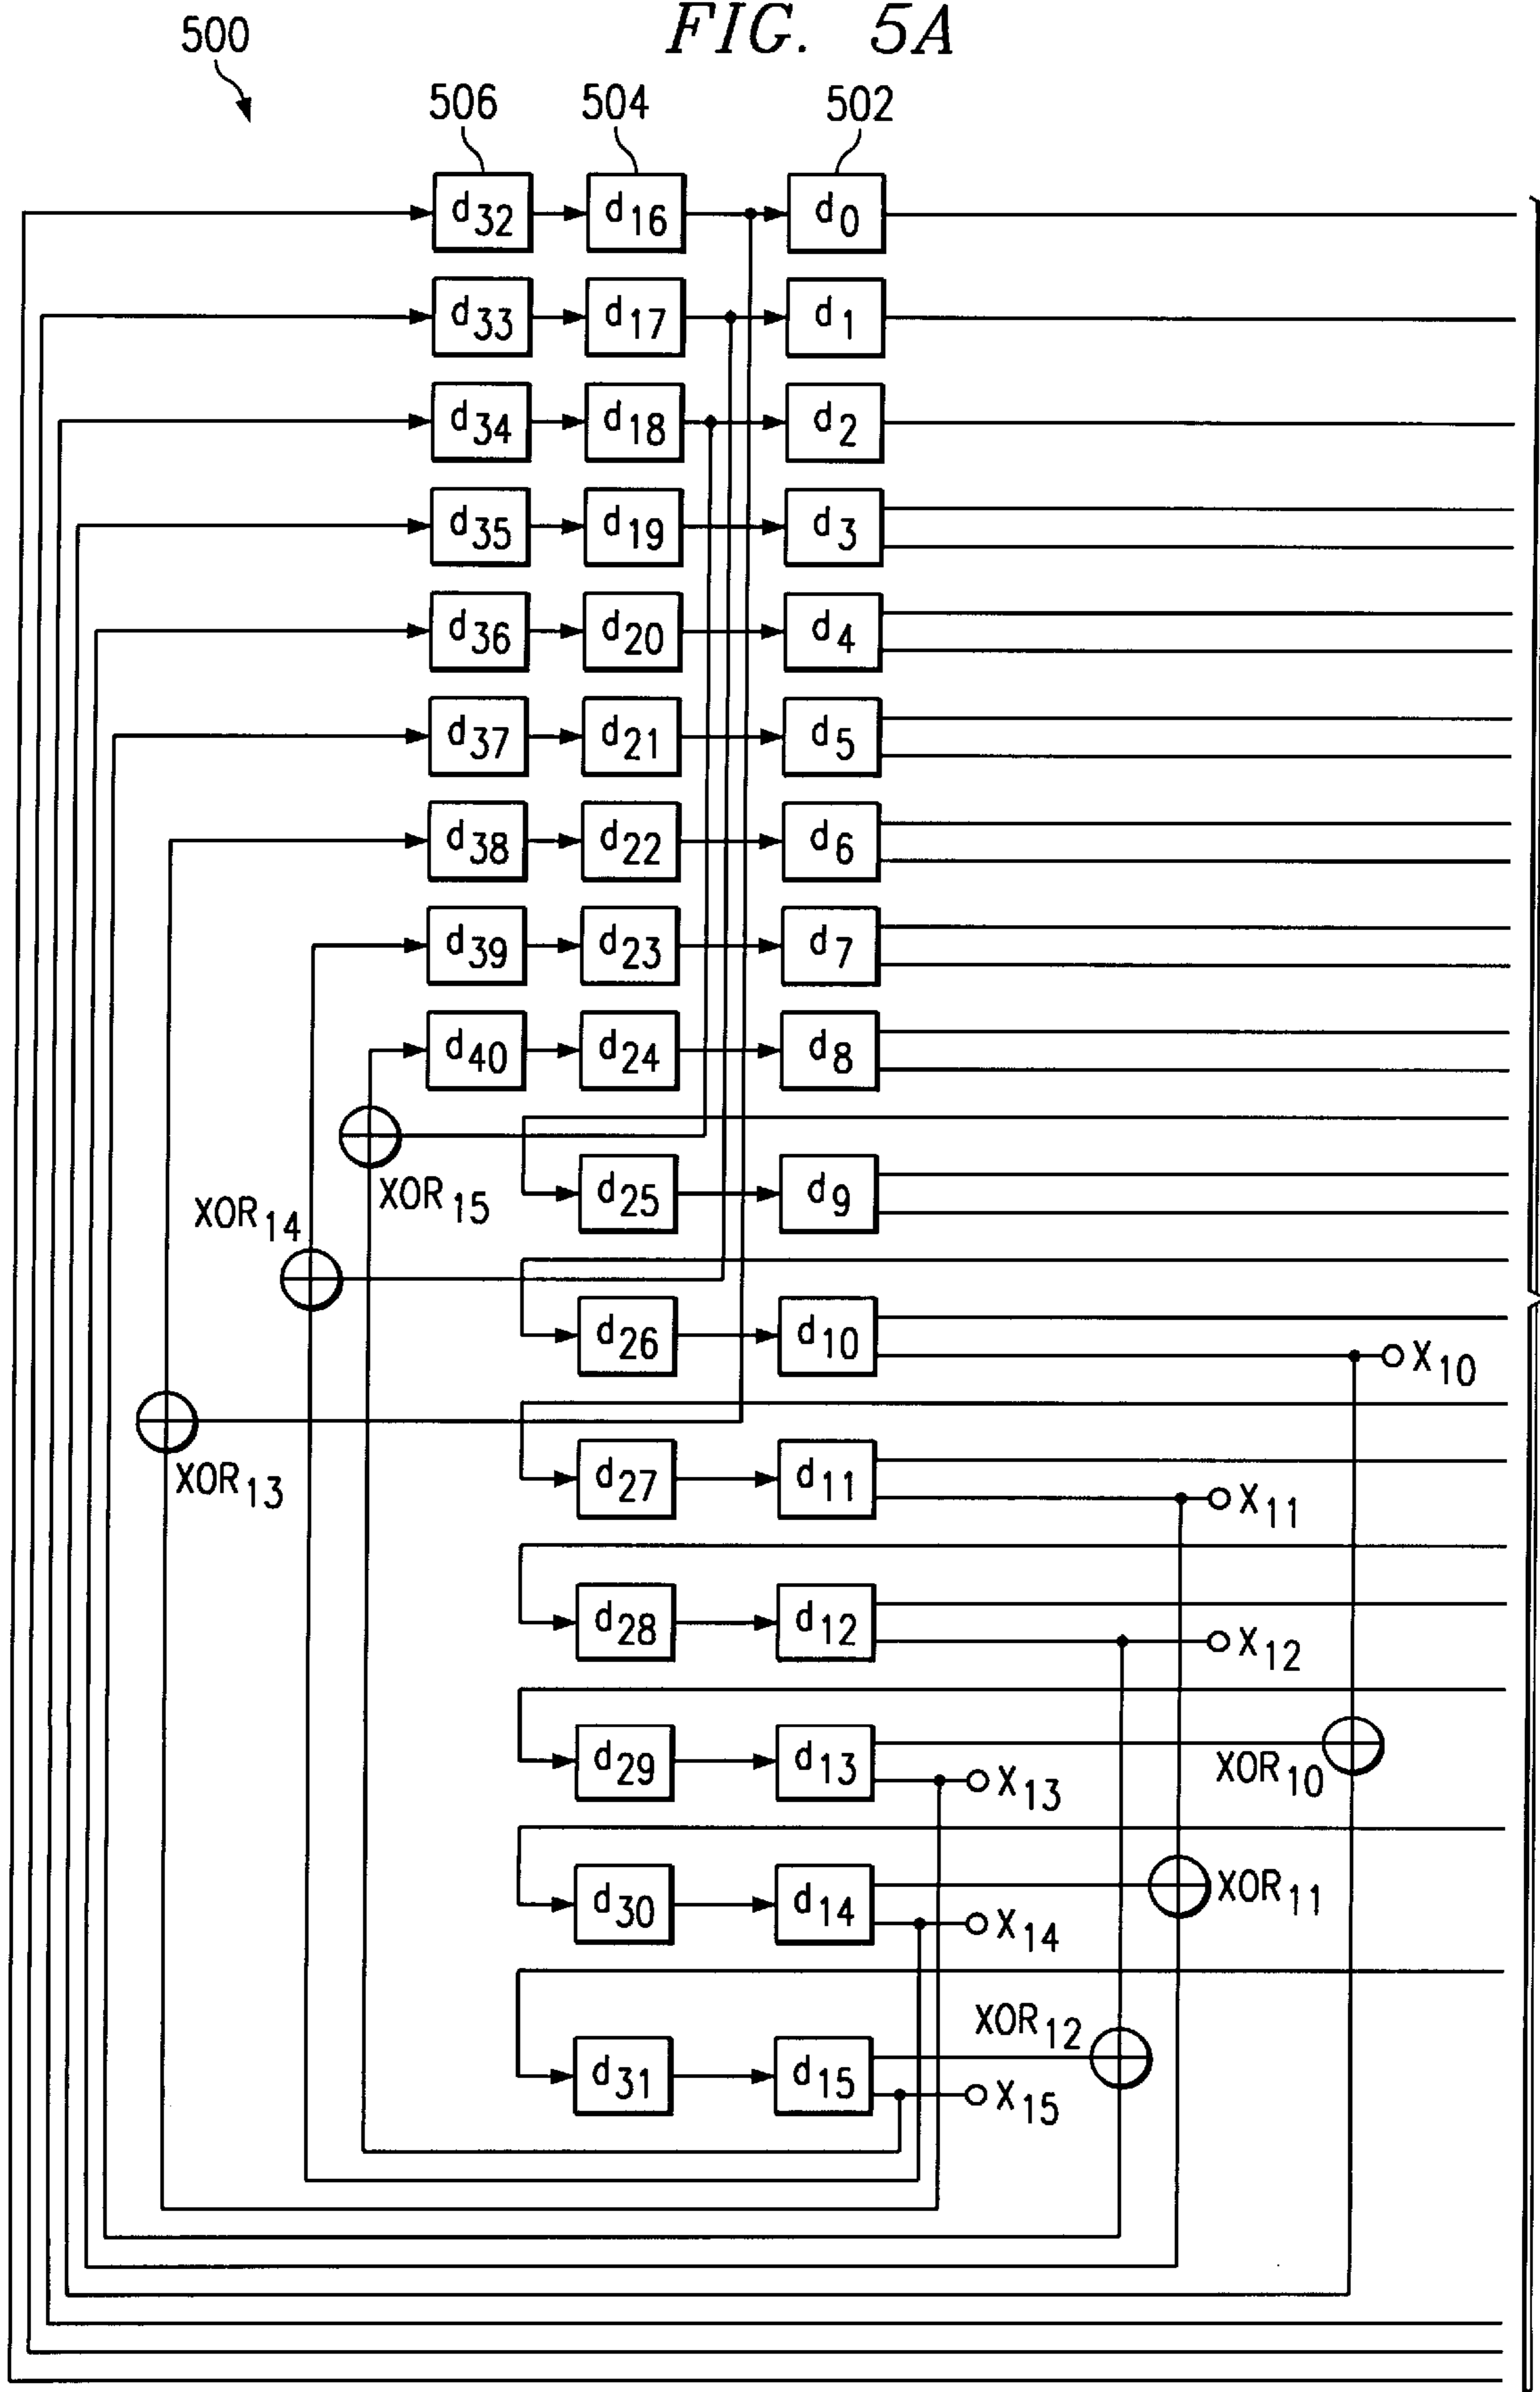 FIG. 5A
500
506 504 502
d32 d16 d0
d33 d17 d1
d34 d18 d2
d35 d19 d3
d36 d20 d4
d37 d21 d5
d38 d22 d6
d39 d23 d7
d40 d24 d8
XOR15
d25 d9
XOR14
d26 d10 X10
XOR13
d27 d11 X11
d28 d12 X12
d29 d13 X13 XOR10
d30 d14 X14 XOR11
XOR12
d31 d15 X15